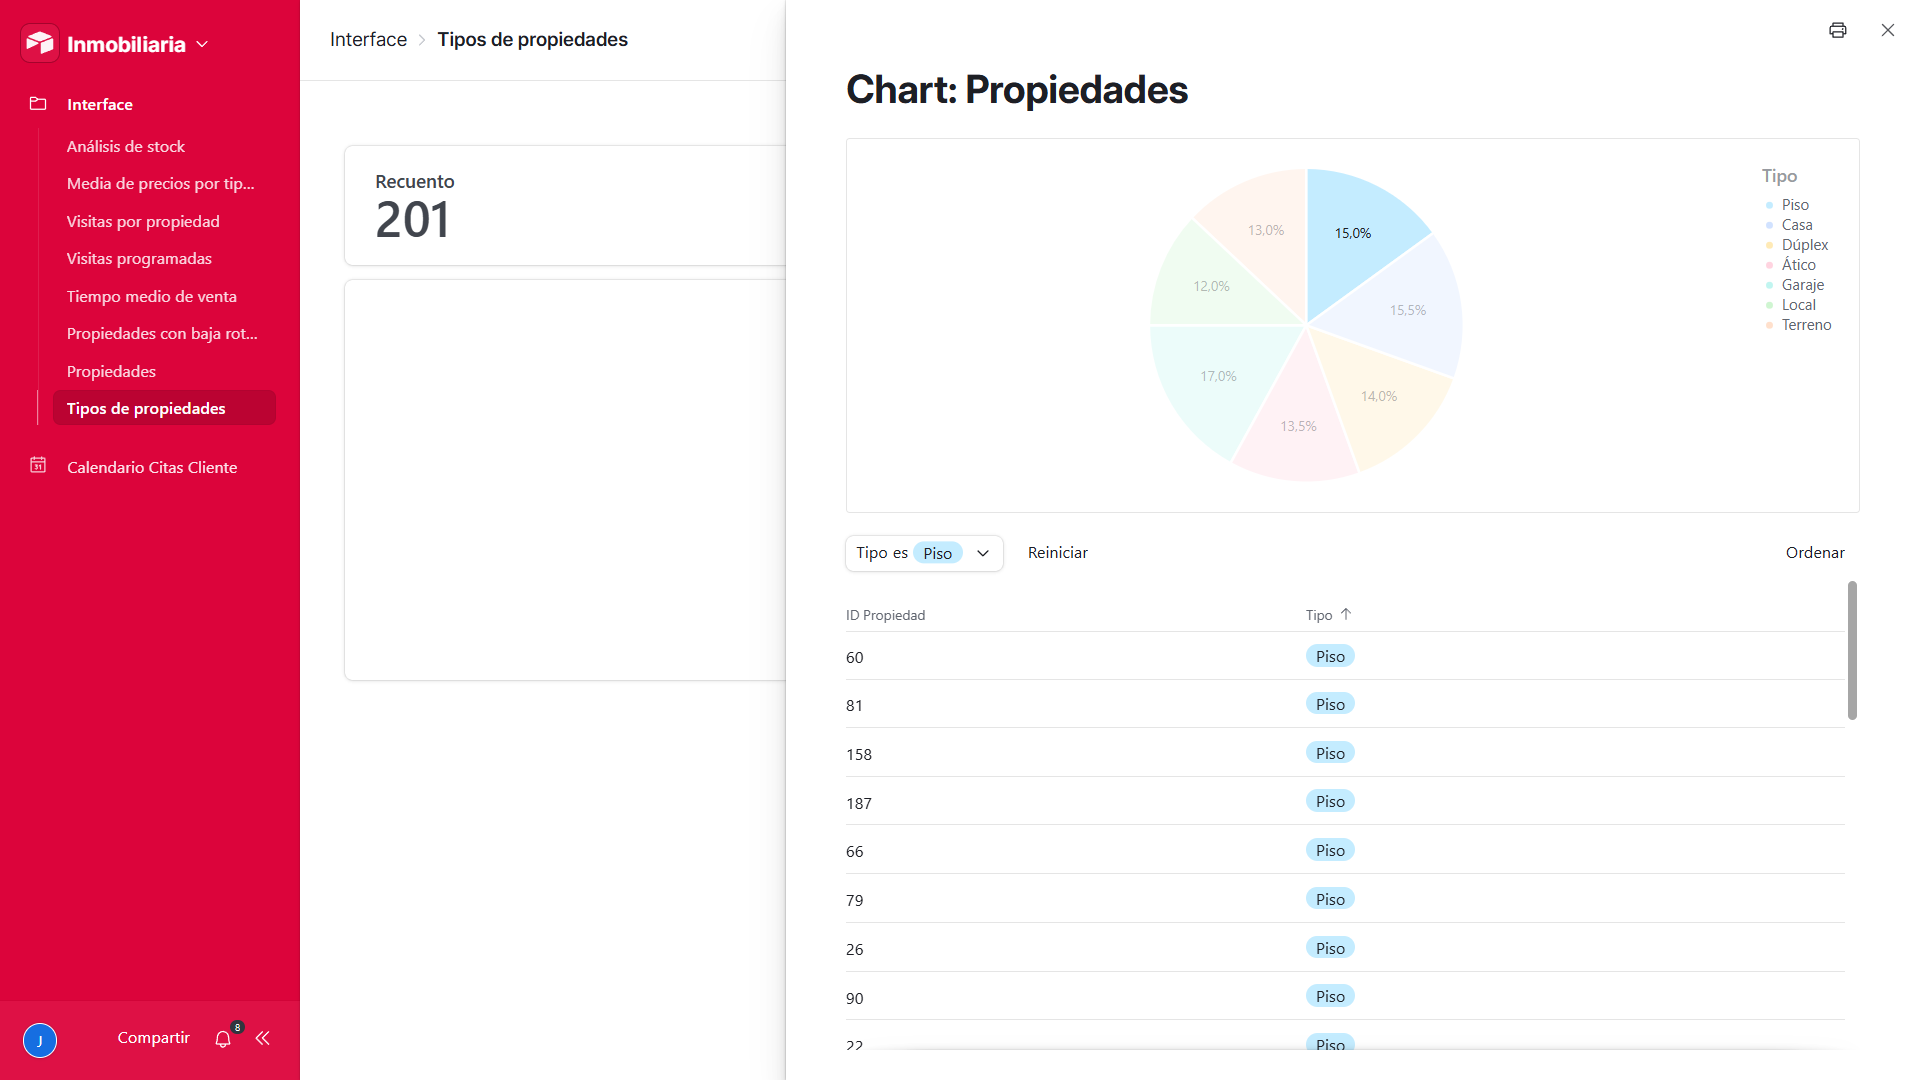 Inmobiliaria
Interface
Análisis de stock
Media de precios por tip...
Visitas por propiedad
Visitas programadas
Tiempo medio de venta
Propiedades con baja rot...
Propiedades
Tipos de propiedades
31
Calendario Citas Cliente
J
Compartir
8
Interface > Tipos de propiedades
Recuento
201
Chart: Propiedades
13,0%
15,0%
12,0%
15,5%
17,0%
14,0%
13,5%
Tipo
Piso
Casa
Dúplex
Ático
Garaje
Local
Terreno
Tipo es Piso
Reiniciar
Ordenar
ID Propiedad Tipo
60 Piso
81 Piso
158 Piso
187 Piso
66 Piso
79 Piso
26 Piso
90 Piso
22 Piso